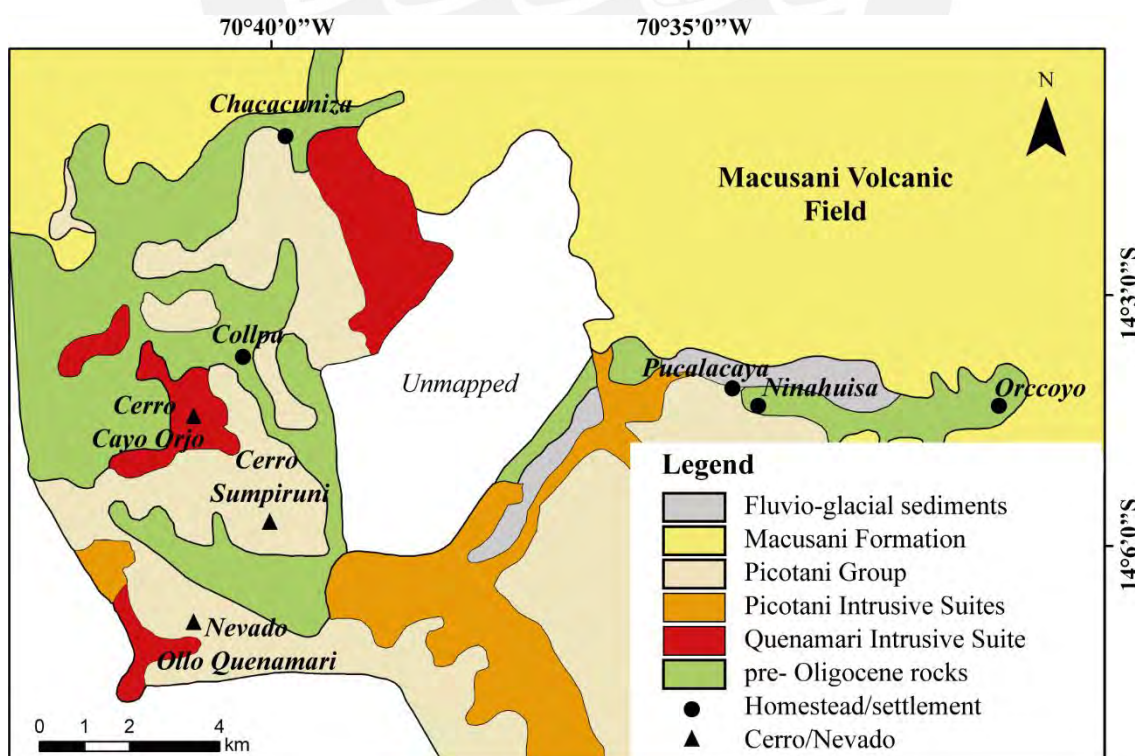 70°40'0”W
70°35'0”W
Chacacuniza
N
Macusani Volcanic
Field
14°3'0”S
Collpa
Unmapped
Pucalacaya
Ninahuisa
Orccoyo
Cerro
Cayo Orjo
Cerro
Sumpiruni
14°6'0”S
Nevado
Ollo Quenamari
Legend
Fluvio-glacial sediments
Macusani Formation
Picotani Group
Picotani Intrusive Suites
Quenamari Intrusive Suite
pre- Oligocene rocks
Homestead/settlement
Cerro/Nevado
0 1 2 4
km